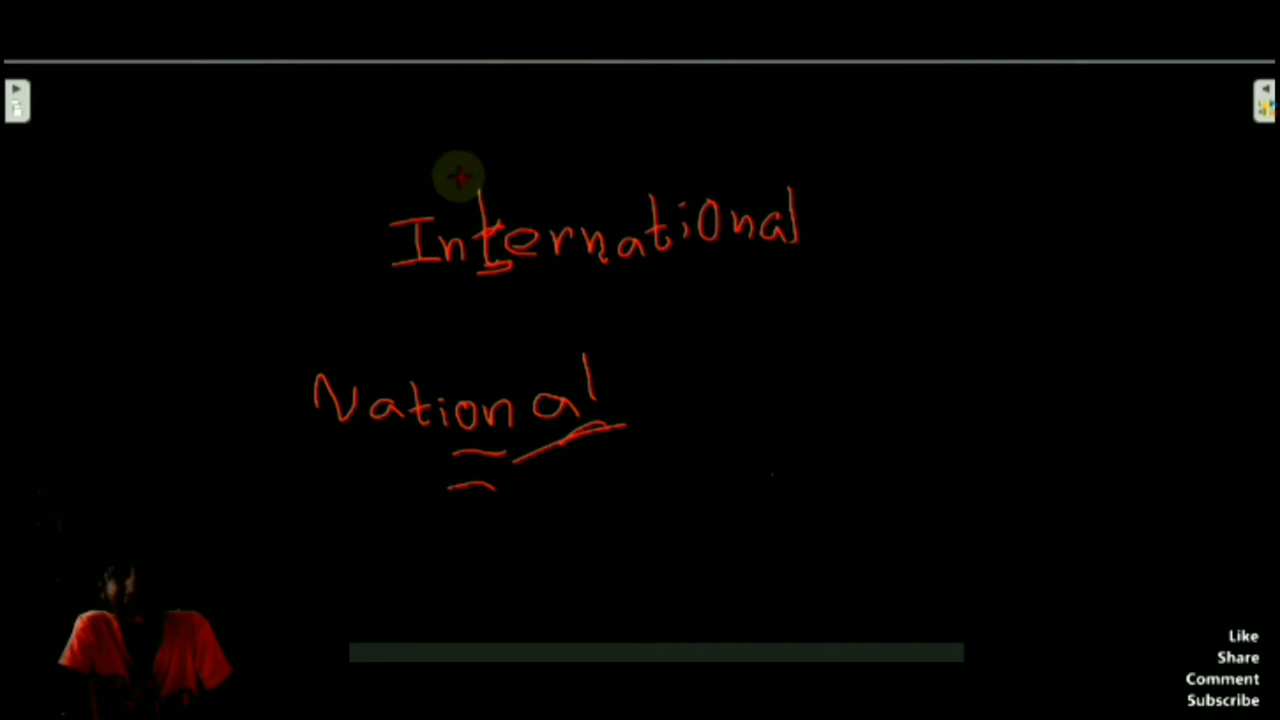 International
National
Like
Share
Comment
Subscribe